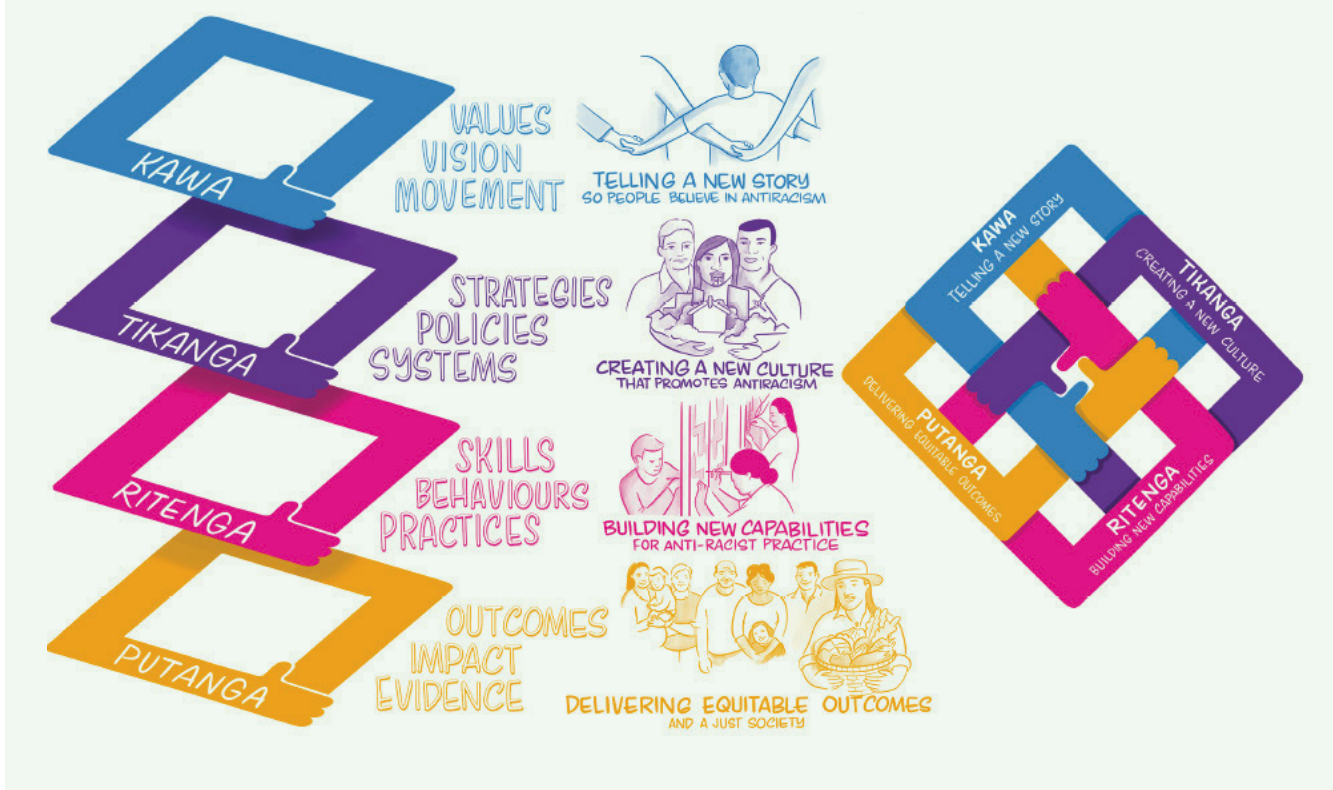 KAWA
VALUES
VISION
MOVEMENT
TELLING A NEW STORY
SO PEOPLE BELIEVE IN ANTIRACISM
TIKANGA
STRATEGIES
POLICIES
SYSTEMS
CREATING A NEW CULTURE
THAT PROMOTES ANTIRACISM
RITENGA
SKILLS
BEHAVIOURS
PRACTICES
BUILDING NEW CAPABILITIES
FOR ANTI-RACIST PRACTICE
PUTANGA
OUTCOMES
IMPACT
EVIDENCE
DELIVERING EQUITABLE OUTCOMES
AND A JUST SOCIETY
KAWA
TELLING A NEW STORY
TIKANGA
CREATING A NEW CULTURE
PUTANGA
DELIVERING EQUITABLE OUTCOMES
RITENGA
BUILDING NEW CAPABILITIES